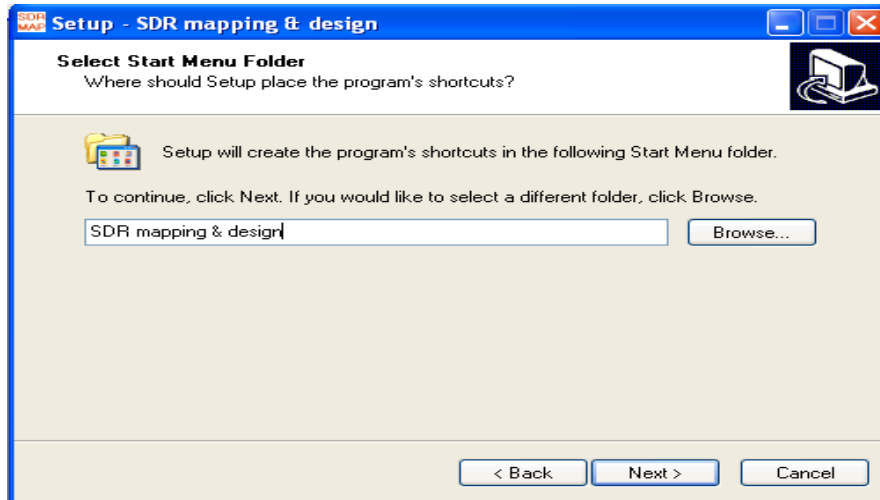 SDR
MAP
Setup - SDR mapping & design
Select Start Menu Folder
Where should Setup place the program's shortcuts?
Setup will create the program's shortcuts in the following Start Menu folder.
To continue, click Next. If you would like to select a different folder, click Browse.
SDR mapping & design
Browse...
< Back
Next >
Cancel